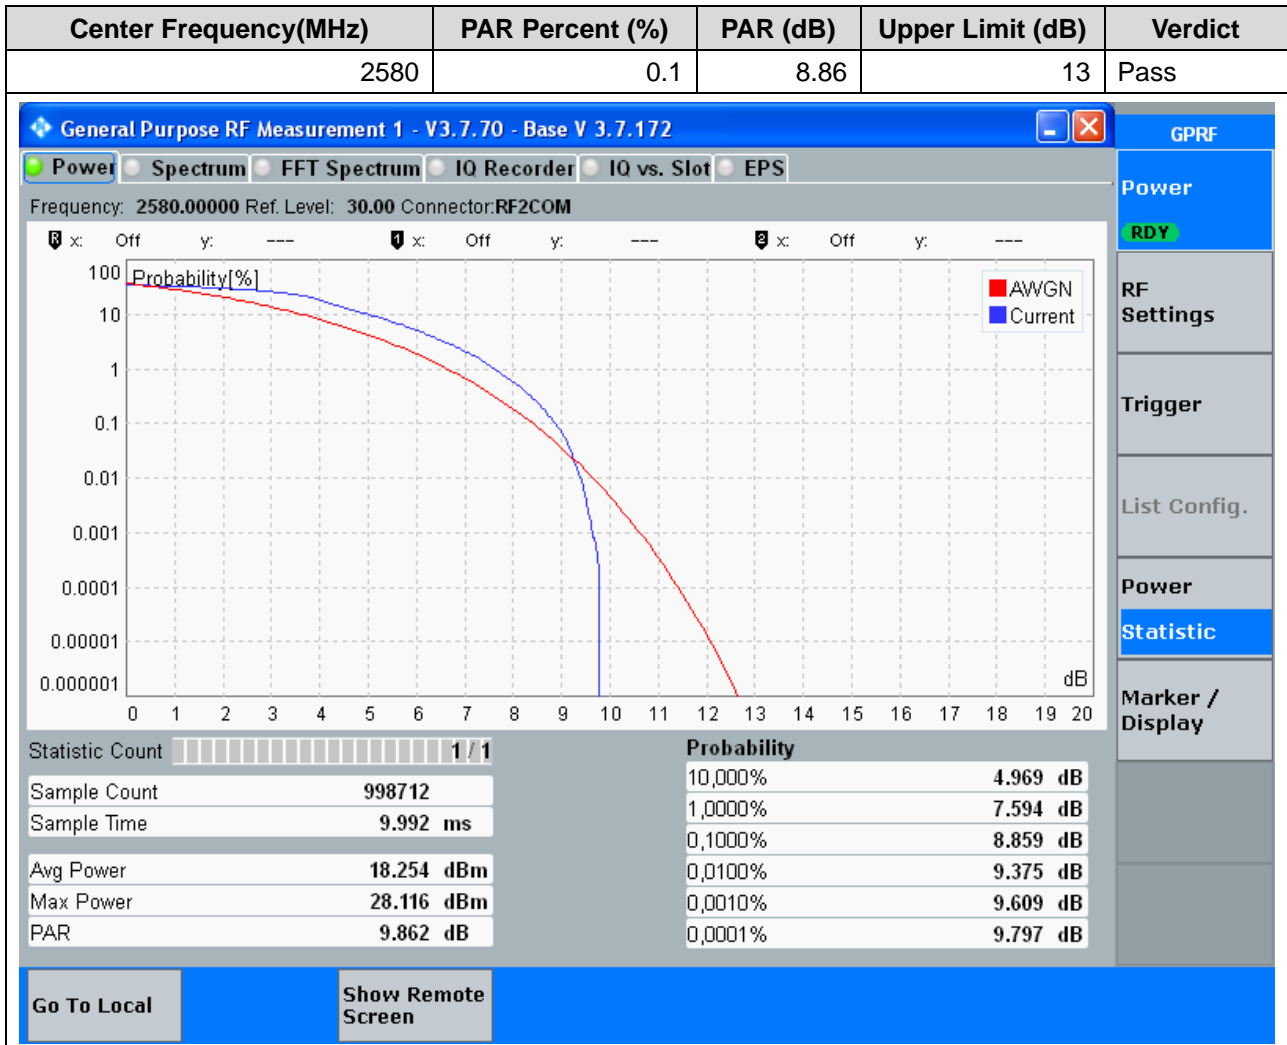 Center Frequency(MHz) PAR Percent (%) PAR (dB) Upper Limit (dB) Verdict
2580 0.1 8.86 13 Pass
General Purpose RF Measurement 1 - V3.7.70 - Base V 3.7.172
GPRF
Power Spectrum FFT Spectrum IQ Recorder IQ vs. Slot EPS
Power
RDY
Frequency: 2580.00000 Ref. Level: 30.00 Connector:RF2COM
R x: Off y: --- 1 x: Off y: --- 2 x: Off y: ---
Probability[%]
AWGN
Current
100
10
1
0.1
0.01
0.001
0.0001
0.00001
0.000001
dB
0 1 2 3 4 5 6 7 8 9 10 11 12 13 14 15 16 17 18 19 20
RF
Settings
Trigger
List Config.
Power
Statistic
Marker /
Display
Statistic Count 1 / 1
Sample Count 998712
Sample Time 9.992 ms
Avg Power 18.254 dBm
Max Power 28.116 dBm
PAR 9.862 dB
Probability
10,000% 4.969 dB
1,0000% 7.594 dB
0,1000% 8.859 dB
0,0100% 9.375 dB
0,0010% 9.609 dB
0,0001% 9.797 dB
Go To Local
Show Remote
Screen